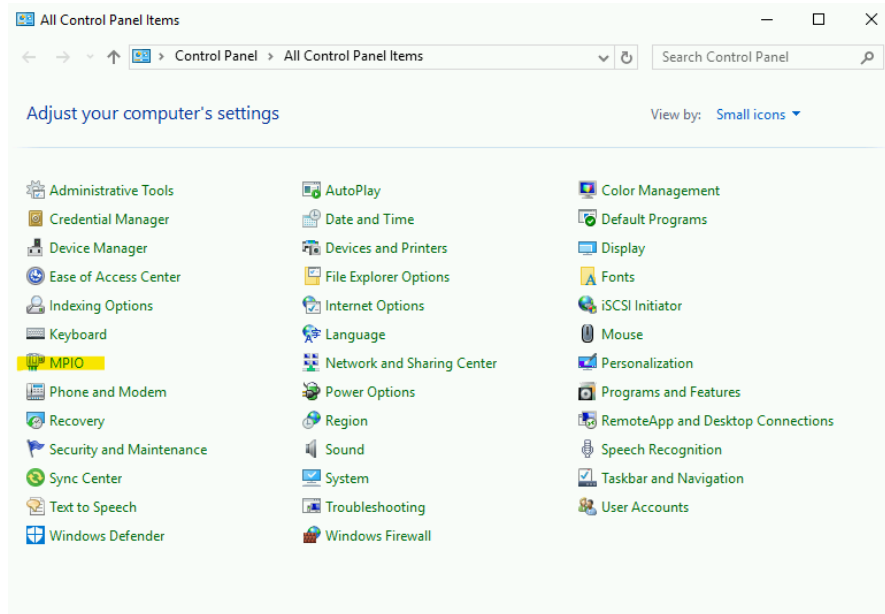 All Control Panel Items
Control Panel > All Control Panel Items
Search Control Panel
Adjust your computer's settings
View by: Small icons
Administrative Tools
AutoPlay
Color Management
Credential Manager
Date and Time
Default Programs
Device Manager
Devices and Printers
Display
Ease of Access Center
File Explorer Options
Fonts
Indexing Options
Internet Options
iSCSI Initiator
Keyboard
Language
Mouse
MPIO
Network and Sharing Center
Personalization
Phone and Modem
Power Options
Programs and Features
Recovery
Region
RemoteApp and Desktop Connections
Security and Maintenance
Sound
Speech Recognition
Sync Center
System
Taskbar and Navigation
Text to Speech
Troubleshooting
User Accounts
Windows Defender
Windows Firewall